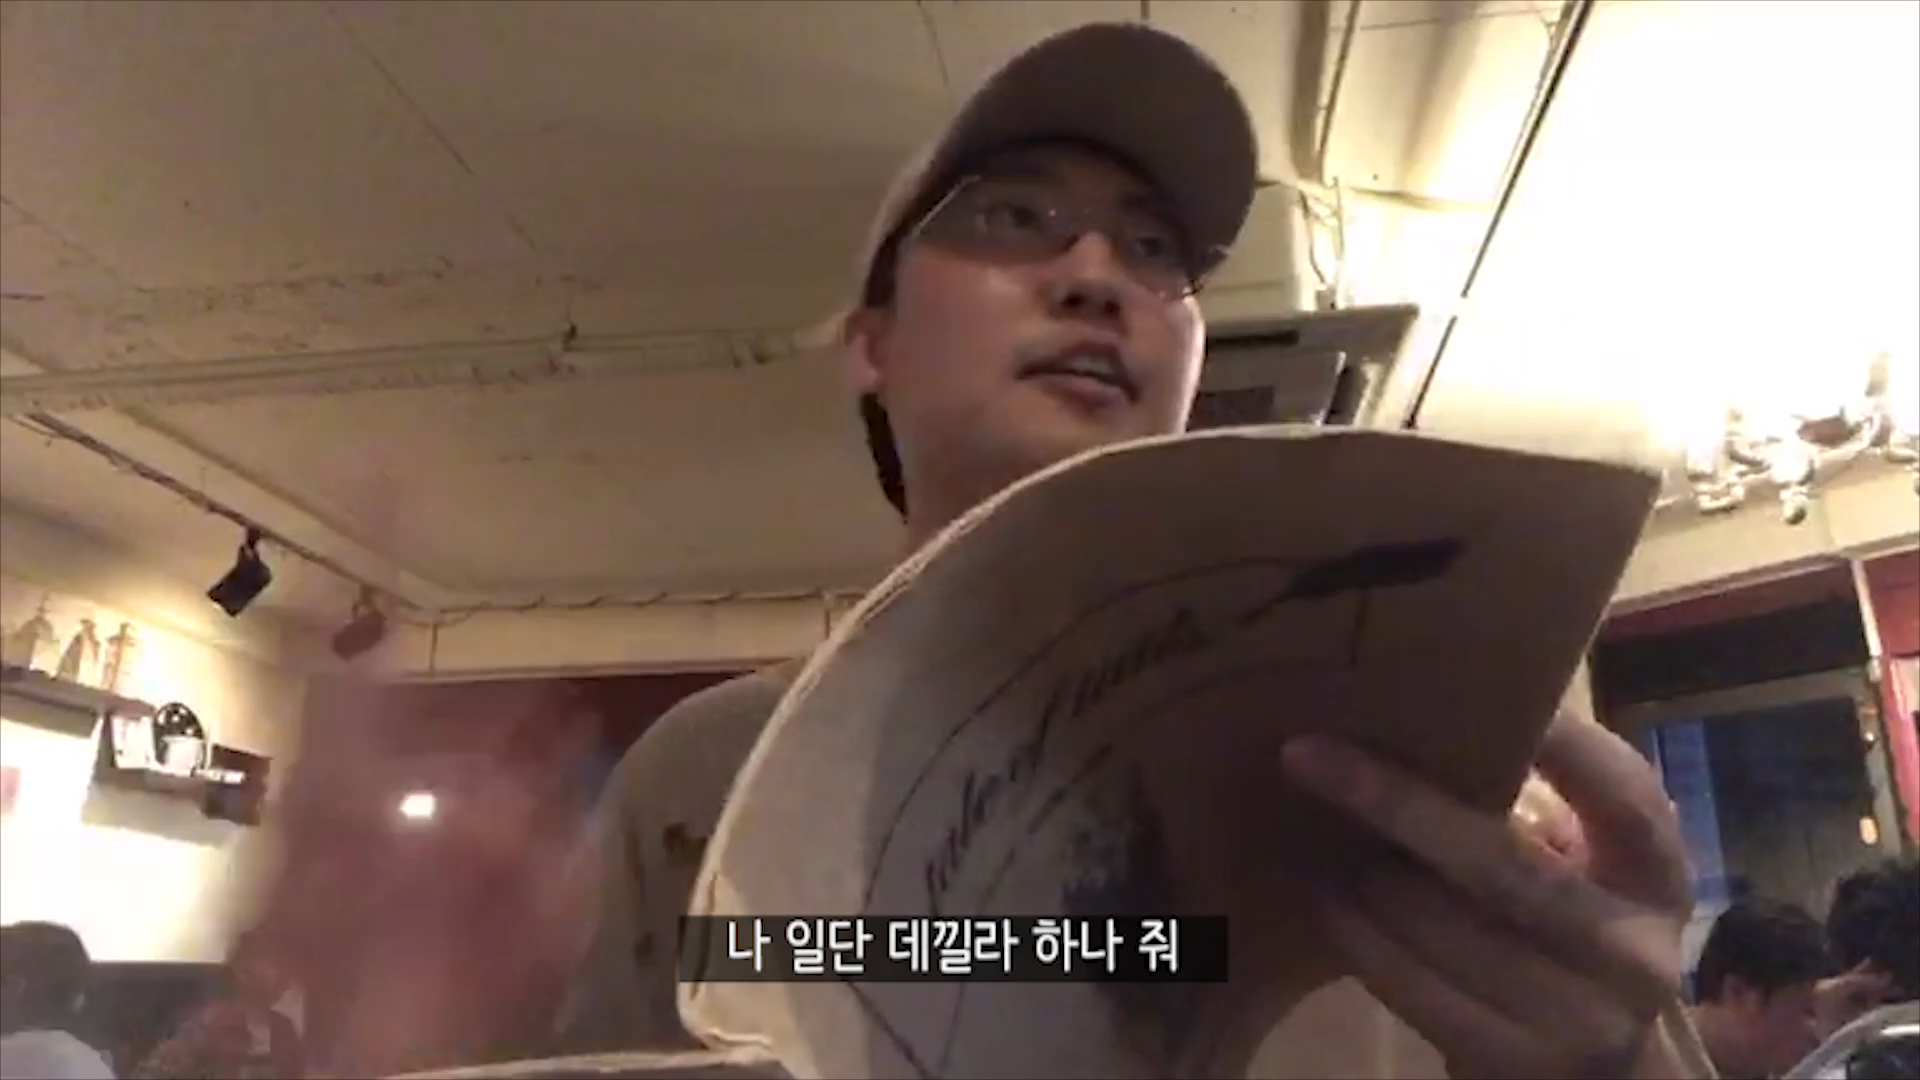 나 일단 데낄라 하나 줘